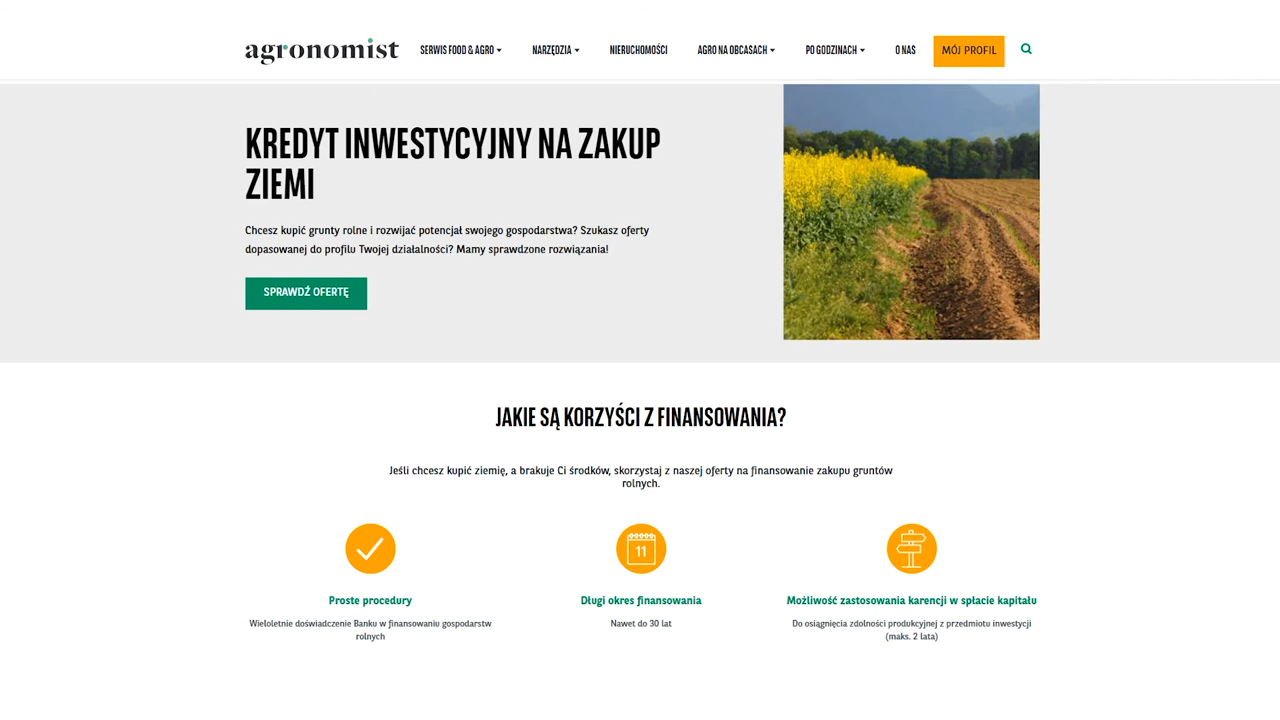 agronomist
SERWIS FOOD & AGRO
NARZĘDZIA
NIERUCHOMOŚCI
AGRO NA OBCASACH
PO GODZINACH
O NAS
MÓJ PROFIL
KREDYT INWESTYCYJNY NA ZAKUP
ZIEMI
Chcesz kupić grunty rolne i rozwijać potencjał swojego gospodarstwa? Szukasz oferty
dopasowanej do profilu Twojej działalności? Mamy sprawdzone rozwiązania!
SPRAWDŹ OFERTĘ
JAKIE SĄ KORZYŚCI Z FINANSOWANIA?
Jeśli chcesz kupić ziemię, a brakuje Ci środków, skorzystaj z naszej oferty na finansowanie zakupu gruntów
rolnych.
Proste procedury
Wieloletnie doświadczenie Banku w finansowaniu gospodarstw
rolnych
11
Długi okres finansowania
Nawet do 30 lat
Możliwość zastosowania karencji w spłacie kapitału
Do osiągnięcia zdolności produkcyjnej z przedmiotu inwestycji
(maks. 2 lata)